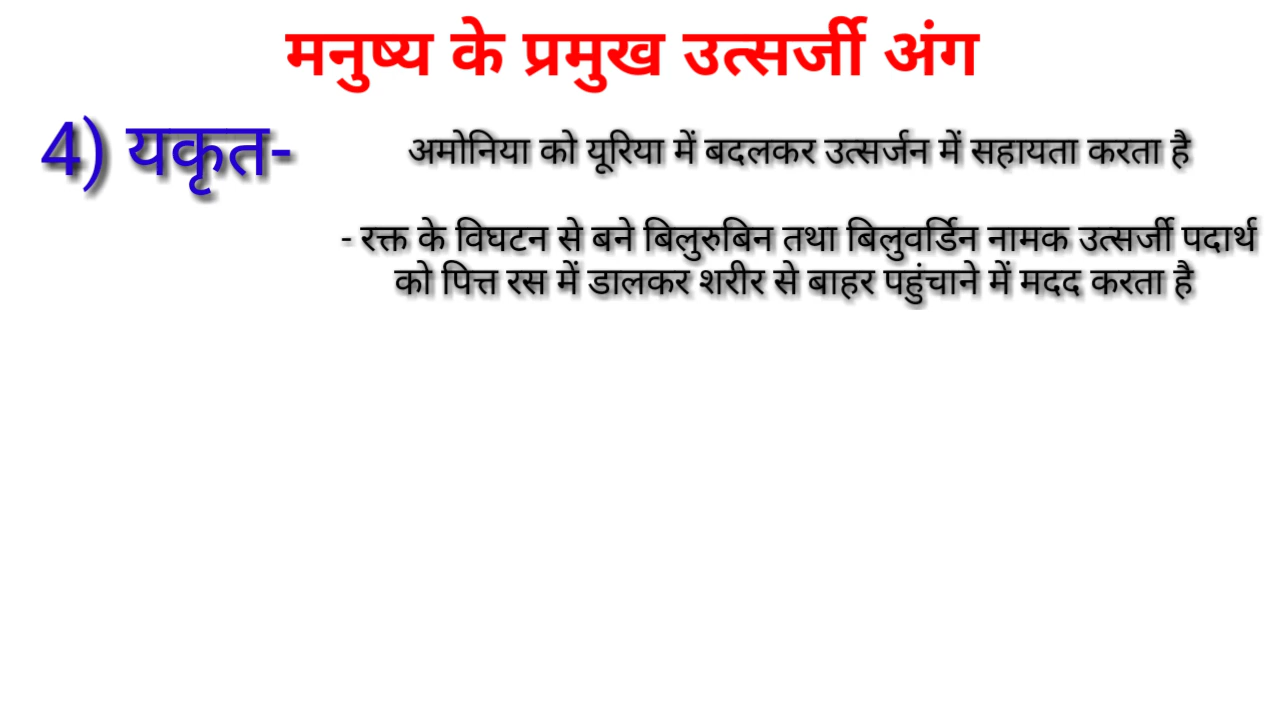 मनुष्य के प्रमुख उत्सर्जी अंग
4) यकृत-
अमोनिया को यूरिया में बदलकर उत्सर्जन में सहायता करता है
- रक्त के विघटन से बने बिलुरुबिन तथा बिलुवर्डिन नामक उत्सर्जी पदार्थ
को पित्त रस में डालकर शरीर से बाहर पहुंचाने में मदद करता है